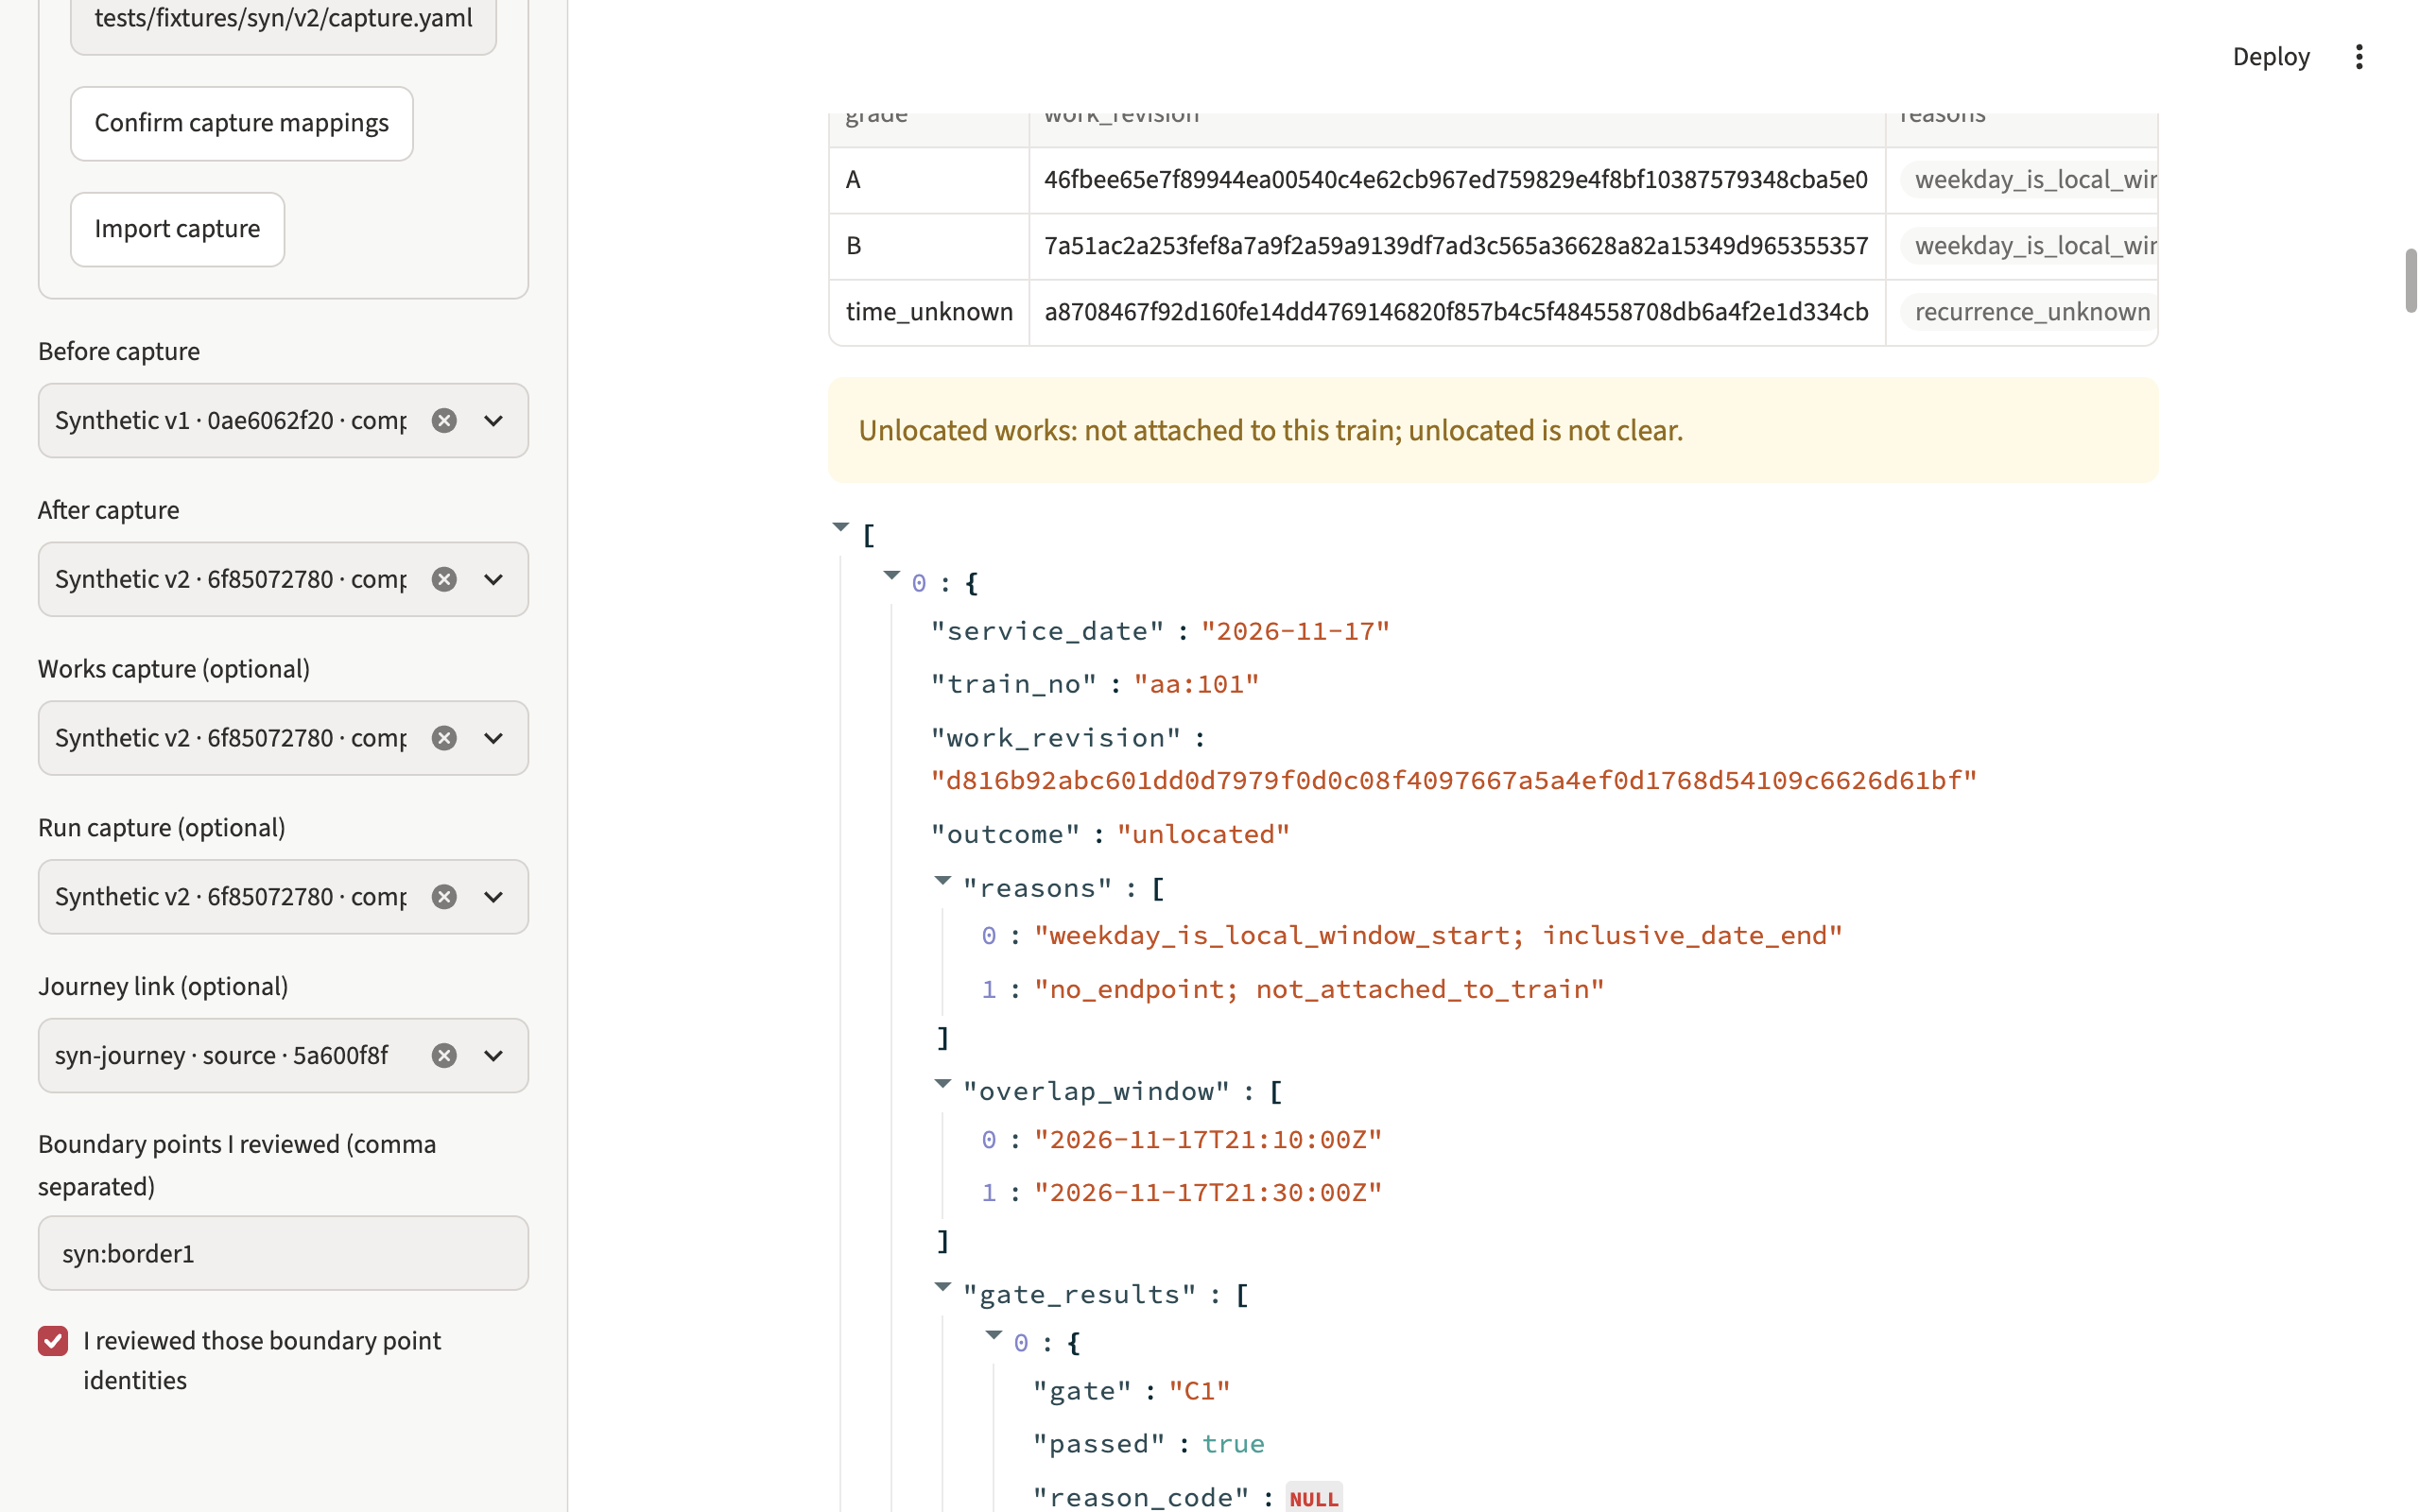 tests/fixtures/syn/v2/capture.yaml
Confirm capture mappings
Import capture
Before capture
Synthetic v1 · 0ae6062f20 · comp
After capture
Synthetic v2 · 6f85072780 · comp
Works capture (optional)
Synthetic v2 · 6f85072780 · comp
Run capture (optional)
Synthetic v2 · 6f85072780 · comp
Journey link (optional)
syn-journey · source · 5a600f8f
Boundary points I reviewed (comma
separated)
syn:border1
I reviewed those boundary point
identities
Deploy
grade work_revision reasons
A 46fbee65e7f89944ea00540c4e62cb967ed759829e4f8bf10387579348cba5e0 weekday_is_local_wir
B 7a51ac2a253fef8a7a9f2a59a9139df7ad3c565a36628a82a15349d965355357 weekday_is_local_wir
time_unknown a8708467f92d160fe14dd4769146820f857b4c5f484558708db6a4f2e1d334cb recurrence_unknown
Unlocated works: not attached to this train; unlocated is not clear.
[
0 : {
"service_date" : "2026-11-17"
"train_no" : "aa:101"
"work_revision" :
"d816b92abc601dd0d7979f0d0c08f4097667a5a4ef0d1768d54109c6626d61bf"
"outcome" : "unlocated"
"reasons" : [
0 : "weekday_is_local_window_start; inclusive_date_end"
1 : "no_endpoint; not_attached_to_train"
]
"overlap_window" : [
0 : "2026-11-17T21:10:00Z"
1 : "2026-11-17T21:30:00Z"
]
"gate_results" : [
0 : {
"gate" : "C1"
"passed" : true
"reason_code" : NULL